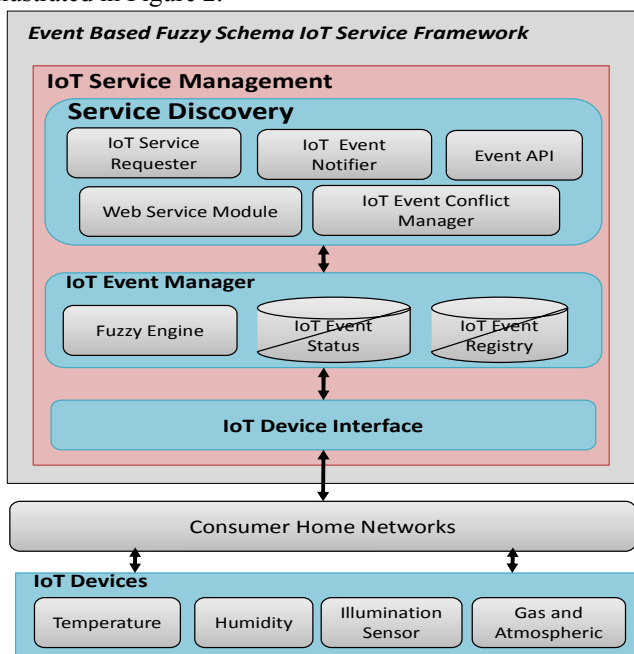 ustrated in Figure 2.
Event Based Fuzzy Schema IoT Service Framework
IoT Service Management
Service Discovery
IoT Service
Requester
IoT Event
Notifier
Event API
Web Service Module
IoT Event Conflict
Manager
IoT Event Manager
Fuzzy Engine
IoT Event
Status
IoT Event
Registry
IoT Device Interface
Consumer Home Networks
IoT Devices
Temperature
Humidity
Illumination
Sensor
Gas and
Atmospheric